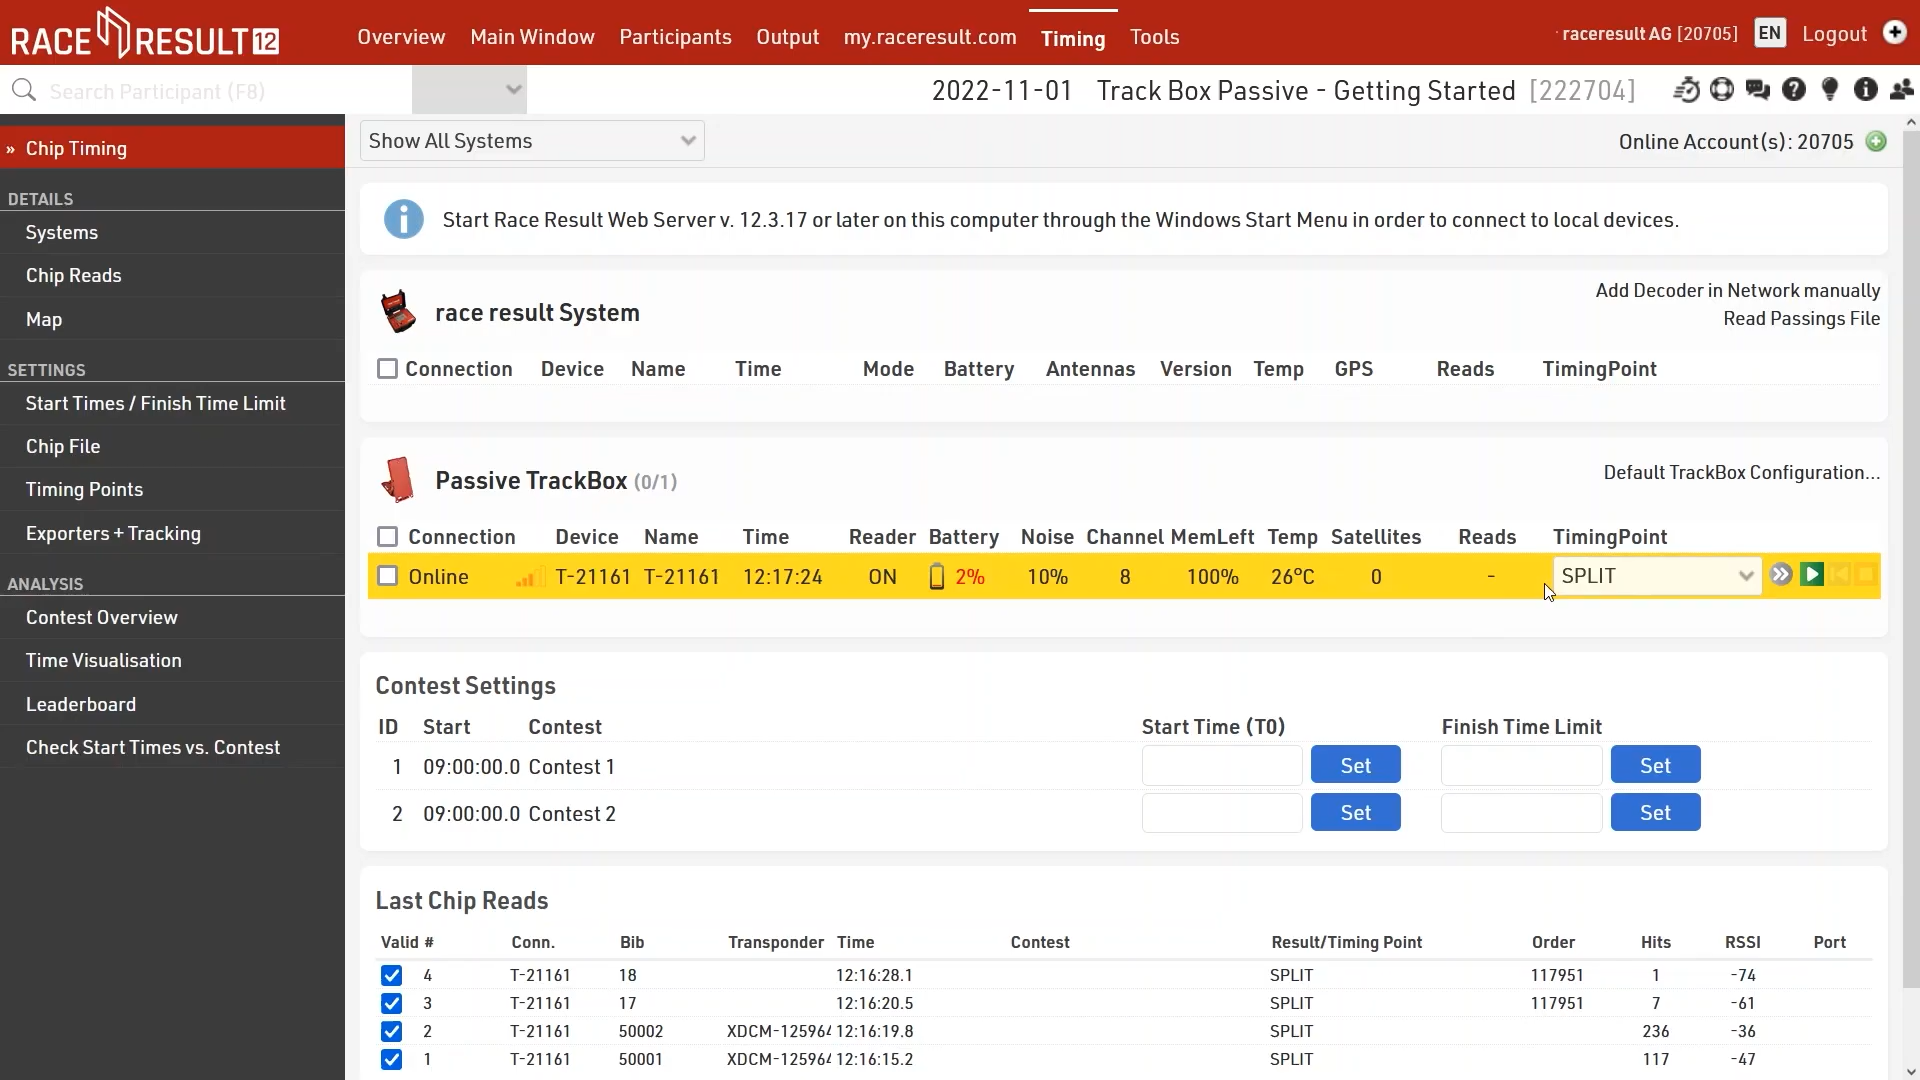 RACE RESULT 12
Overview Main Window Participants Output my.raceresult.com Timing Tools
raceresult AG [20705] EN Logout
Search Participant (F8)
2022-11-01 Track Box Passive - Getting Started [222704]
» Chip Timing
DETAILS
Systems
Chip Reads
Map
SETTINGS
Start Times / Finish Time Limit
Chip File
Timing Points
Exporters + Tracking
ANALYSIS
Contest Overview
Time Visualisation
Leaderboard
Check Start Times vs. Contest
Show All Systems
Online Account(s): 20705
Start Race Result Web Server v. 12.3.17 or later on this computer through the Windows Start Menu in order to connect to local devices.
race result System
Add Decoder in Network manually
Read Passings File
Connection Device Name Time Mode Battery Antennas Version Temp GPS Reads TimingPoint
Passive TrackBox (0/1)
Default TrackBox Configuration...
Connection Device Name Time Reader Battery Noise Channel MemLeft Temp Satellites Reads TimingPoint
Online T-21161 T-21161 12:17:24 ON 2% 10% 8 100% 26°C 0 - SPLIT
Contest Settings
ID Start Contest Start Time (T0) Finish Time Limit
1 09:00:00.0 Contest 1 Set Set
2 09:00:00.0 Contest 2 Set Set
Last Chip Reads
Valid # Conn. Bib Transponder Time Contest Result/Timing Point Order Hits RSSI Port
4 T-21161 18 12:16:28.1 SPLIT 117951 1 -74
3 T-21161 17 12:16:20.5 SPLIT 117951 7 -61
2 T-21161 50002 XDCM-125964 12:16:19.8 SPLIT 236 -36
1 T-21161 50001 XDCM-125964 12:16:15.2 SPLIT 117 -47